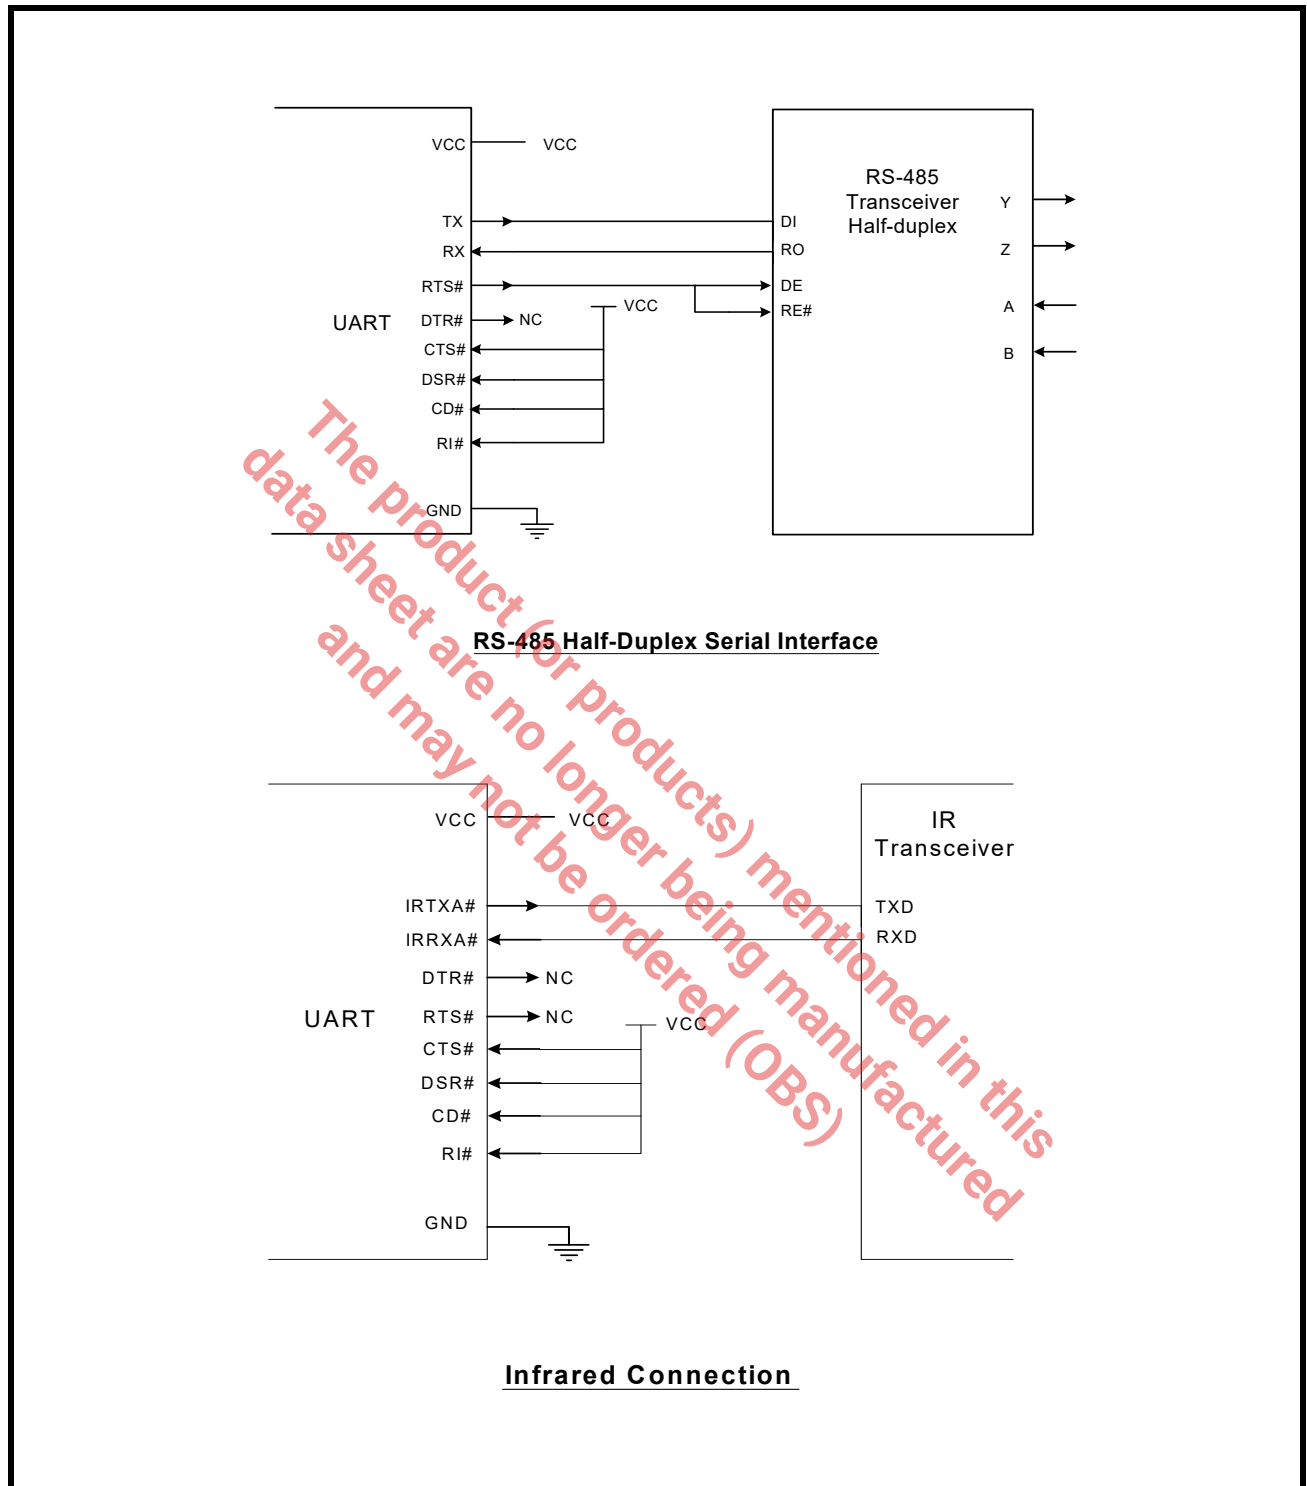 VCC
VCC
TX
RX
RTS#
DTR#
NC
CTS#
DSR#
CD#
RI#
GND
UART
VCC
RS-485
Transceiver
Half-duplex
DI
RO
DE
RE#
Y
Z
A
B
RS-485 Half-Duplex Serial Interface
VCC
VCC
IRTXA#
IRRXA#
DTR#
NC
RTS#
NC
CTS#
DSR#
CD#
RI#
GND
UART
VCC
IR
Transceiver
TXD
RXD
Infrared Connection
The product (or products) mentioned in this
data sheet are no longer being manufactured
and may not be ordered (OBS)